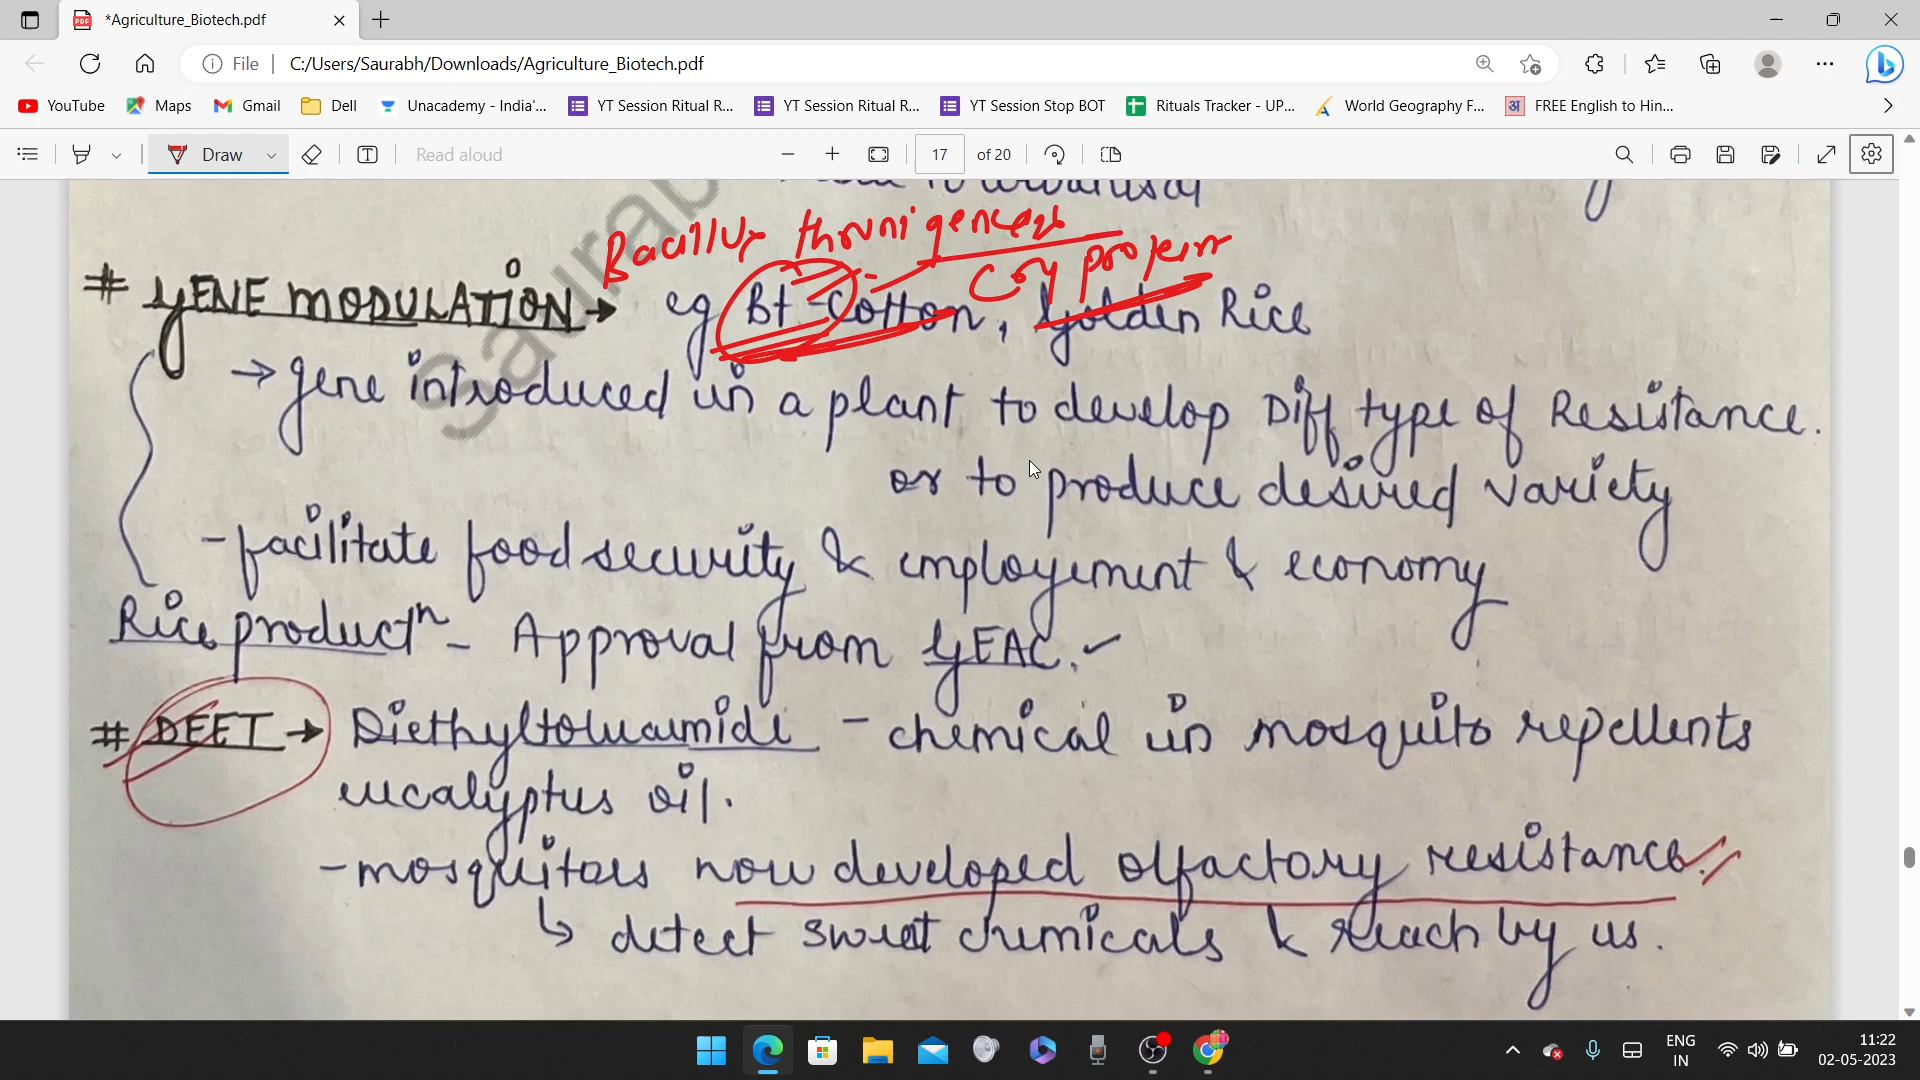 *Agriculture_Biotech.pdf
File C:/Users/Saurabh/Downloads/Agriculture_Biotech.pdf
YouTube Maps Gmail Dell Unacademy - India'... YT Session Ritual R... YT Session Ritual R... YT Session Stop BOT Rituals Tracker - UP... World Geography F... FREE English to Hin...
Draw Read aloud 17 of 20
Bacillus
Cry protein
# GENE MODULATION → eg Bt - Cotton, Golden Rice
→ gene introduced in a plant to develop Diff type of Resistance.
or to produce desired variety
- facilitate food security & employement & economy
Rice productn - Approval from GEAC. ✓
# DEET → Diethyltoluamide - chemical in mosquito repellents
eucalyptus oil.
- mosquitoes now developed olfactory resistance.
↳ detect sweat chemicals & reach by us.
Saurab
ENG
IN
11:22
02-05-2023